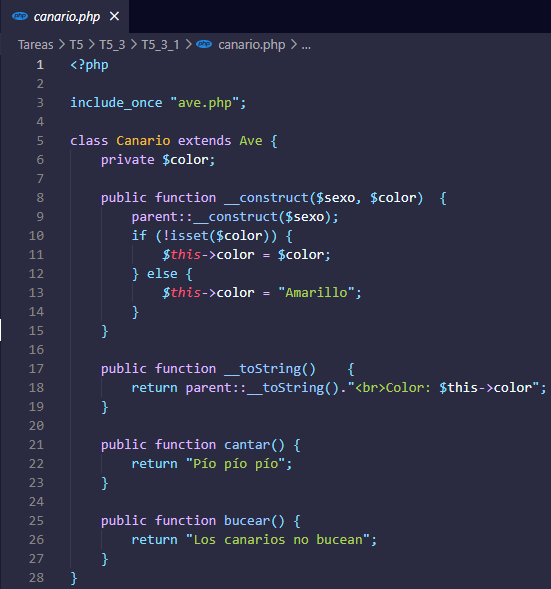 php canario.php ✕
Tareas > T5 > T5_3 > T5_3_1 > php canario.php > ...
1 <?php
2
3 include_once "ave.php";
4
5 class Canario extends Ave {
6     private $color;
7
8     public function __construct($sexo, $color)  {
9         parent::__construct($sexo);
10         if (!isset($color)) {
11             $this->color = $color;
12         } else {
13             $this->color = "Amarillo";
14         }
15     }
16
17     public function __toString()    {
18         return parent::__toString()."<br>Color: $this->color";
19     }
20
21     public function cantar() {
22         return "Pío pío pío";
23     }
24
25     public function bucear() {
26         return "Los canarios no bucean";
27     }
28 }